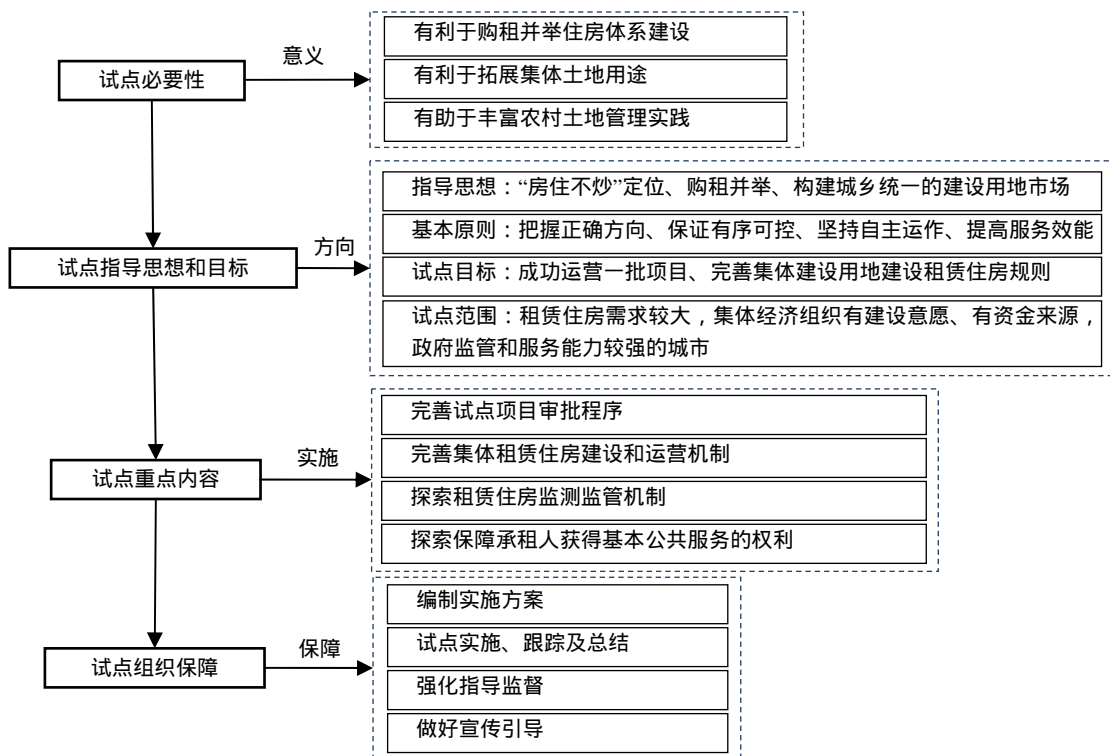 试点必要性
意义
有利于购租并举住房体系建设
有利于拓展集体土地用途
有助于丰富农村土地管理实践
试点指导思想和目标
方向
指导思想：“房住不炒”定位、购租并举、构建城乡统一的建设用地市场
基本原则：把握正确方向、保证有序可控、坚持自主运作、提高服务效能
试点目标：成功运营一批项目、完善集体建设用地建设租赁住房规则
试点范围：租赁住房需求较大，集体经济组织有建设意愿、有资金来源，
政府监管和服务能力较强的城市
试点重点内容
实施
完善试点项目审批程序
完善集体租赁住房建设和运营机制
探索租赁住房监测监管机制
探索保障承租人获得基本公共服务的权利
试点组织保障
保障
编制实施方案
试点实施、跟踪及总结
强化指导监督
做好宣传引导